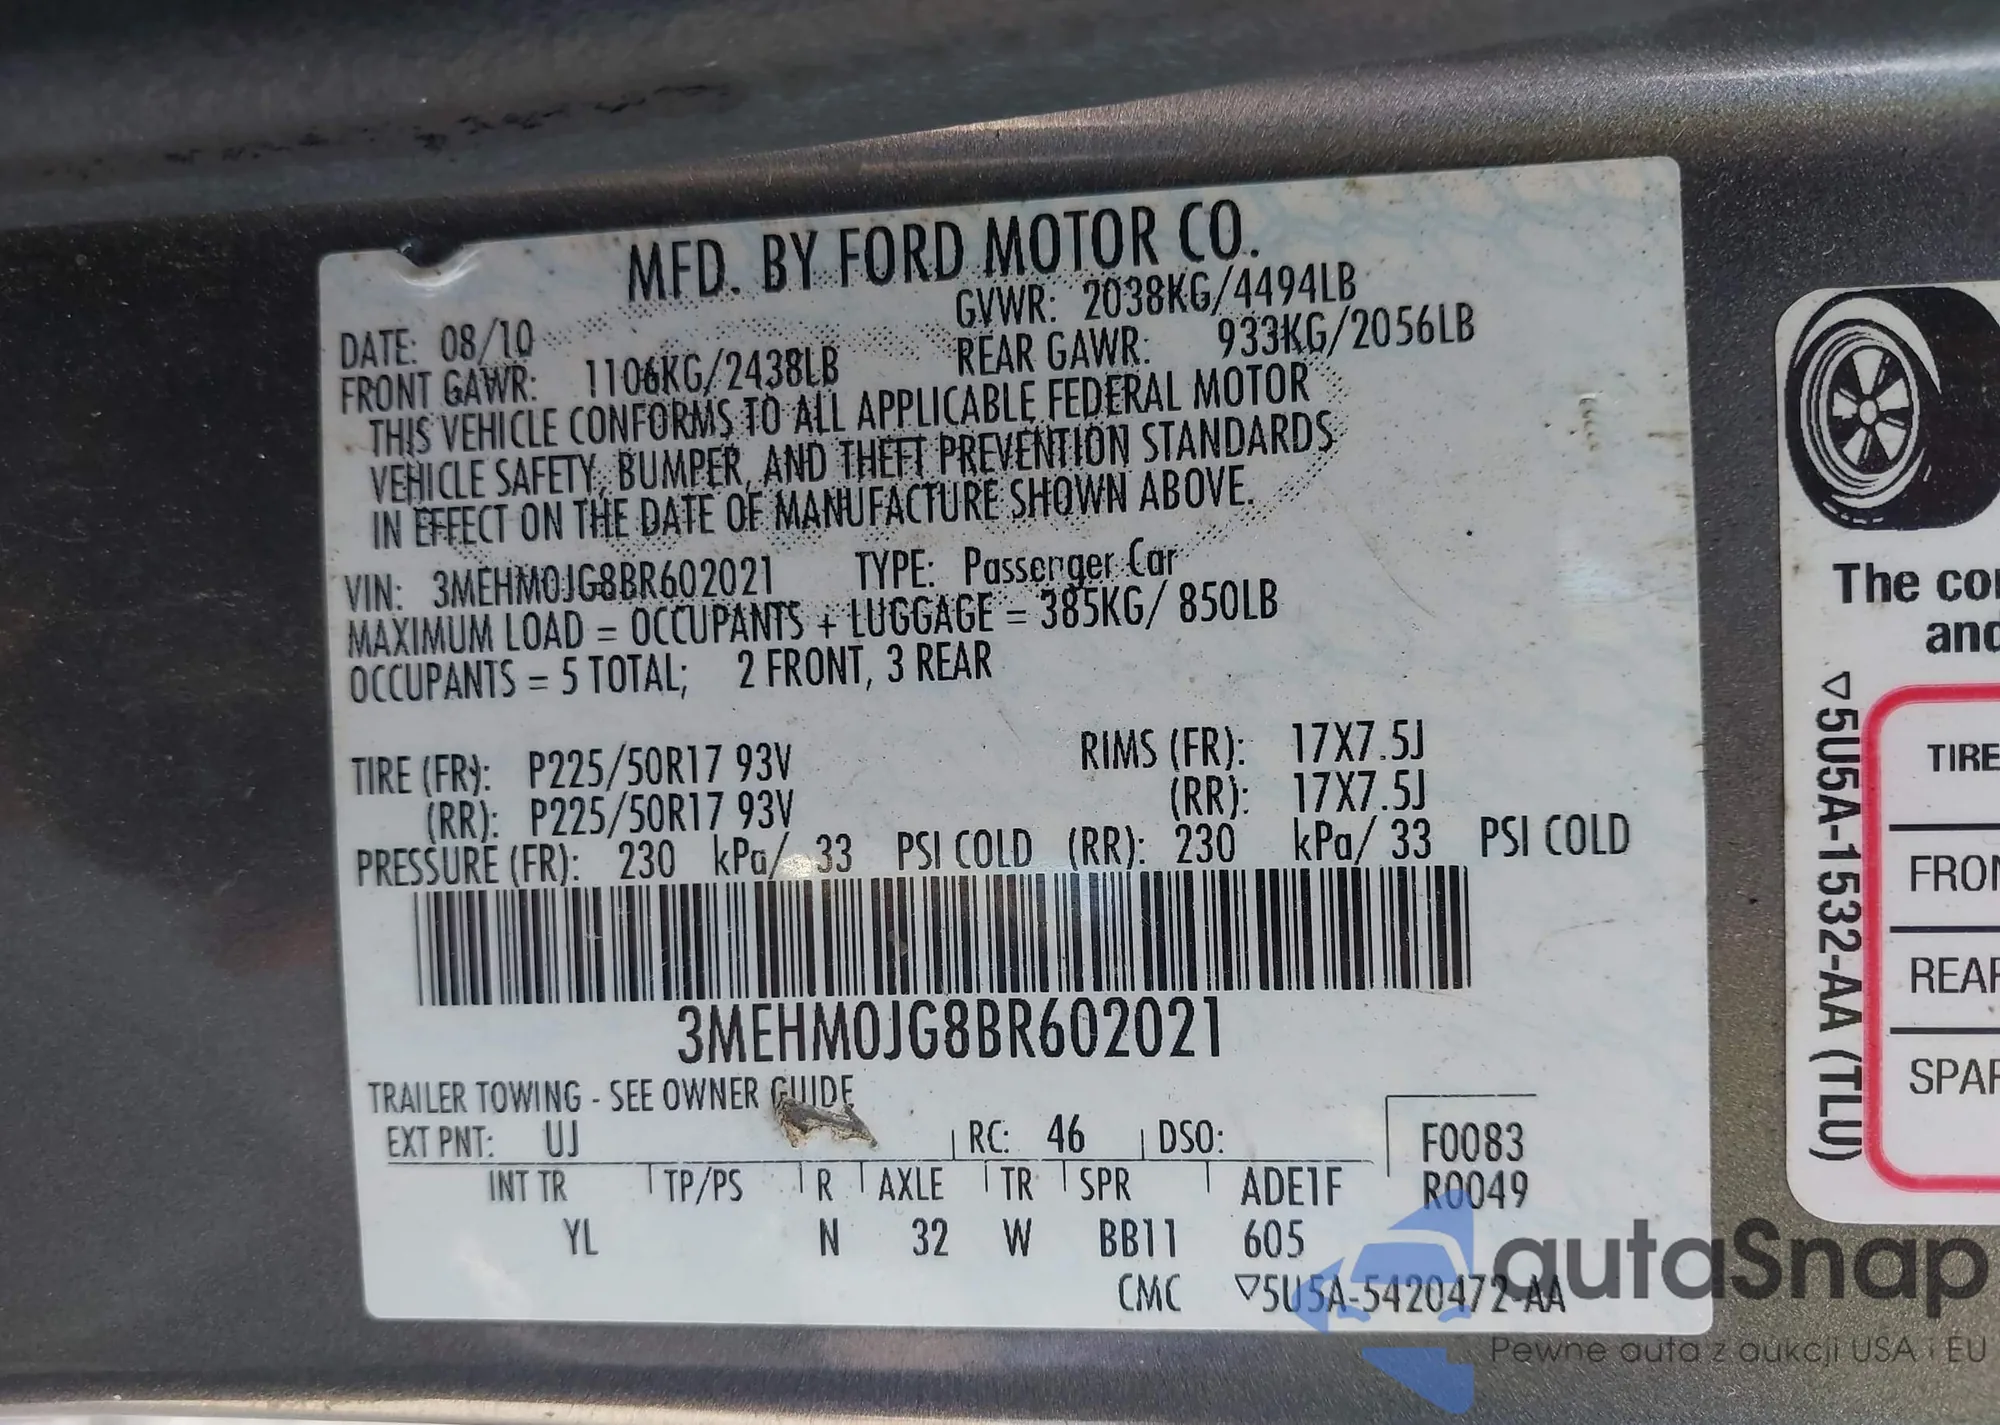 MFD. BY FORD MOTOR CO.
DATE: 08/10 GVWR: 2038KG/4494LB
FRONT GAWR: 1106KG/2438LB REAR GAWR: 933KG/2056LB
THIS VEHICLE CONFORMS TO ALL APPLICABLE FEDERAL MOTOR
VEHICLE SAFETY, BUMPER, AND THEFT PREVENTION STANDARDS
IN EFFECT ON THE DATE OF MANUFACTURE SHOWN ABOVE.
VIN: 3MEHM0JG8BR602021 TYPE: Passenger Car
MAXIMUM LOAD = OCCUPANTS + LUGGAGE = 385KG/ 850LB
OCCUPANTS = 5 TOTAL; 2 FRONT, 3 REAR
TIRE (FR): P225/50R17 93V RIMS (FR): 17X7.5J
(RR): P225/50R17 93V (RR): 17X7.5J
PRESSURE (FR): 230 kPa/ 33 PSI COLD (RR): 230 kPa/ 33 PSI COLD
3MEHM0JG8BR602021
TRAILER TOWING - SEE OWNER GUIDE
EXT PNT: UJ RC: 46 DSO: F0083
INT TR TP/PS R AXLE TR SPR ADE1F R0049
YL N 32 W BB11 605
CMC ▽5U5A-5420472-AA
The
and
▽5U5A-1532-AA (TLU)
TIRE
autaSnap
Pewne auta z aukcji USA i EU